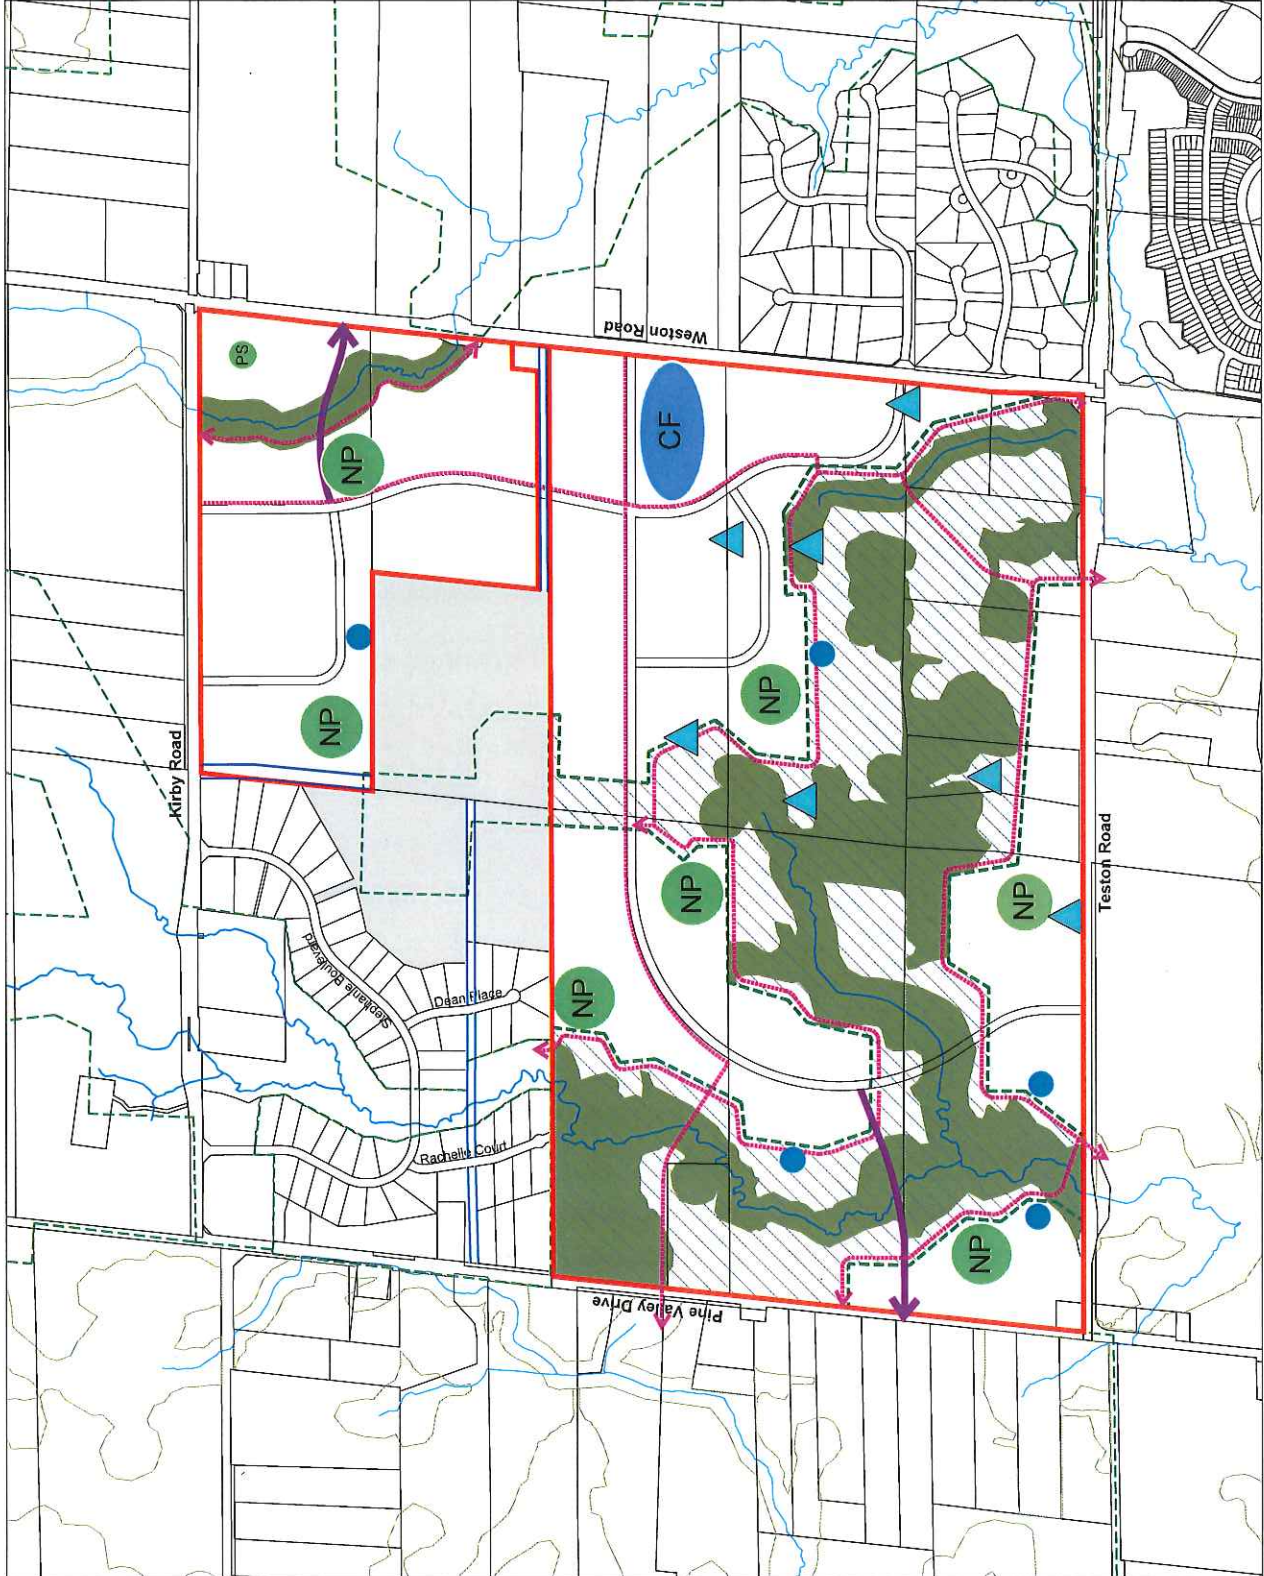 Weston Road
PS
NP
CF
NP
NP
Kirby Road
NP
NP
Teston Road
Stephanie Boulevard
Dean Place
NP
Rachelle Court
NP
Pine Valley Drive